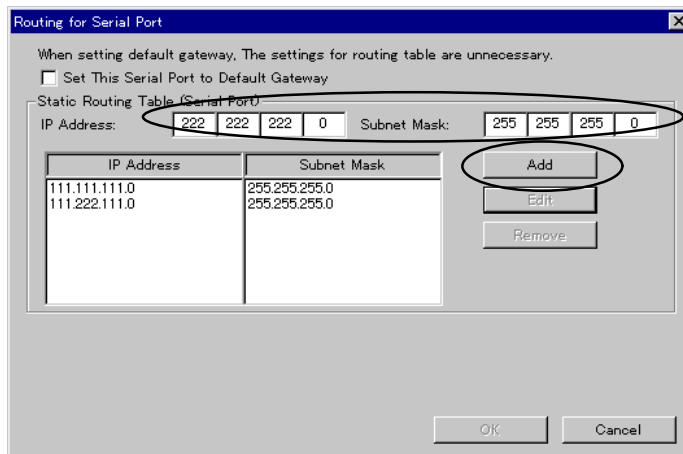 Routing for Serial Port
When setting default gateway, The settings for routing table are unnecessary.
Set This Serial Port to Default Gateway
Static Routing Table (Serial Port)
IP Address: 222 222 222 0 Subnet Mask: 255 255 255 0
IP Address Subnet Mask Add
111.111.111.0 255.255.255.0
111.222.111.0 255.255.255.0 Edit
Remove
OK Cancel